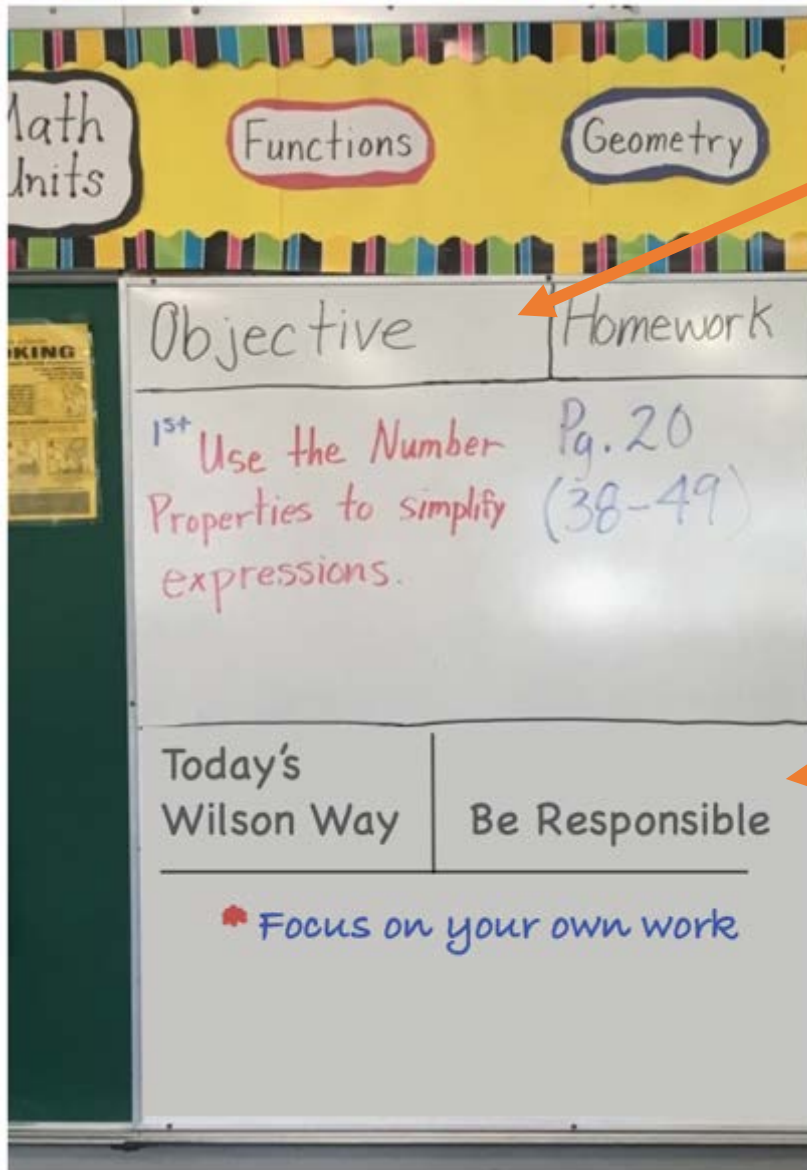 Math
Units
Functions
Geometry
KING
Objective
Homework
1st Use the Number
Properties to simplify
expressions.
Pg. 20
(38-49)
Today's
Wilson Way
Be Responsible
* Focus on your own work